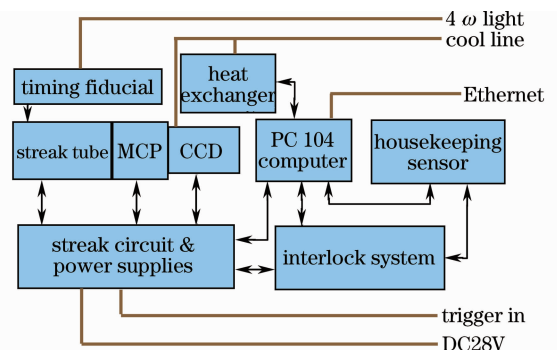 4 ω light
cool line
heat
exchanger
timing fiducial
Ethernet
streak tube
MCP
CCD
PC 104
computer
housekeeping
sensor
streak circuit &
power supplies
interlock system
trigger in
DC28V